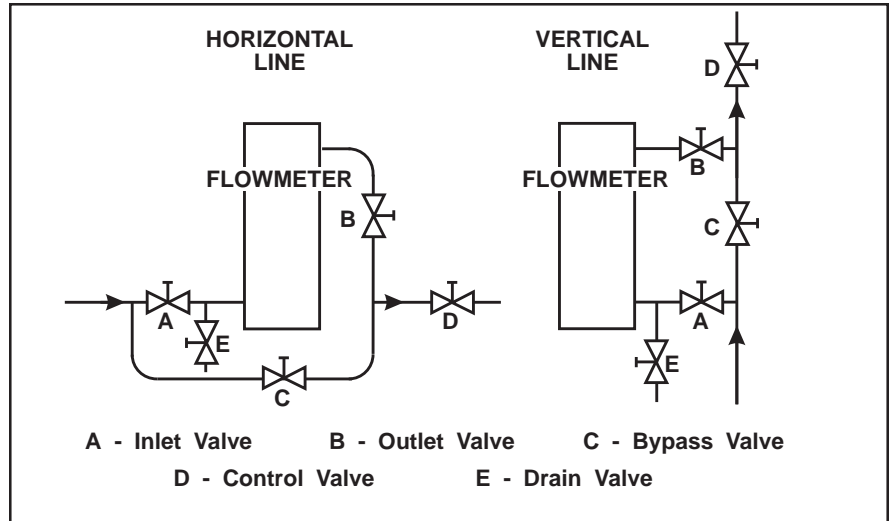 HORIZONTAL
LINE
FLOWMETER
B
A
E
D
C
VERTICAL
LINE
D
FLOWMETER
B
C
A
E
A - Inlet Valve B - Outlet Valve C - Bypass Valve
D - Control Valve E - Drain Valve